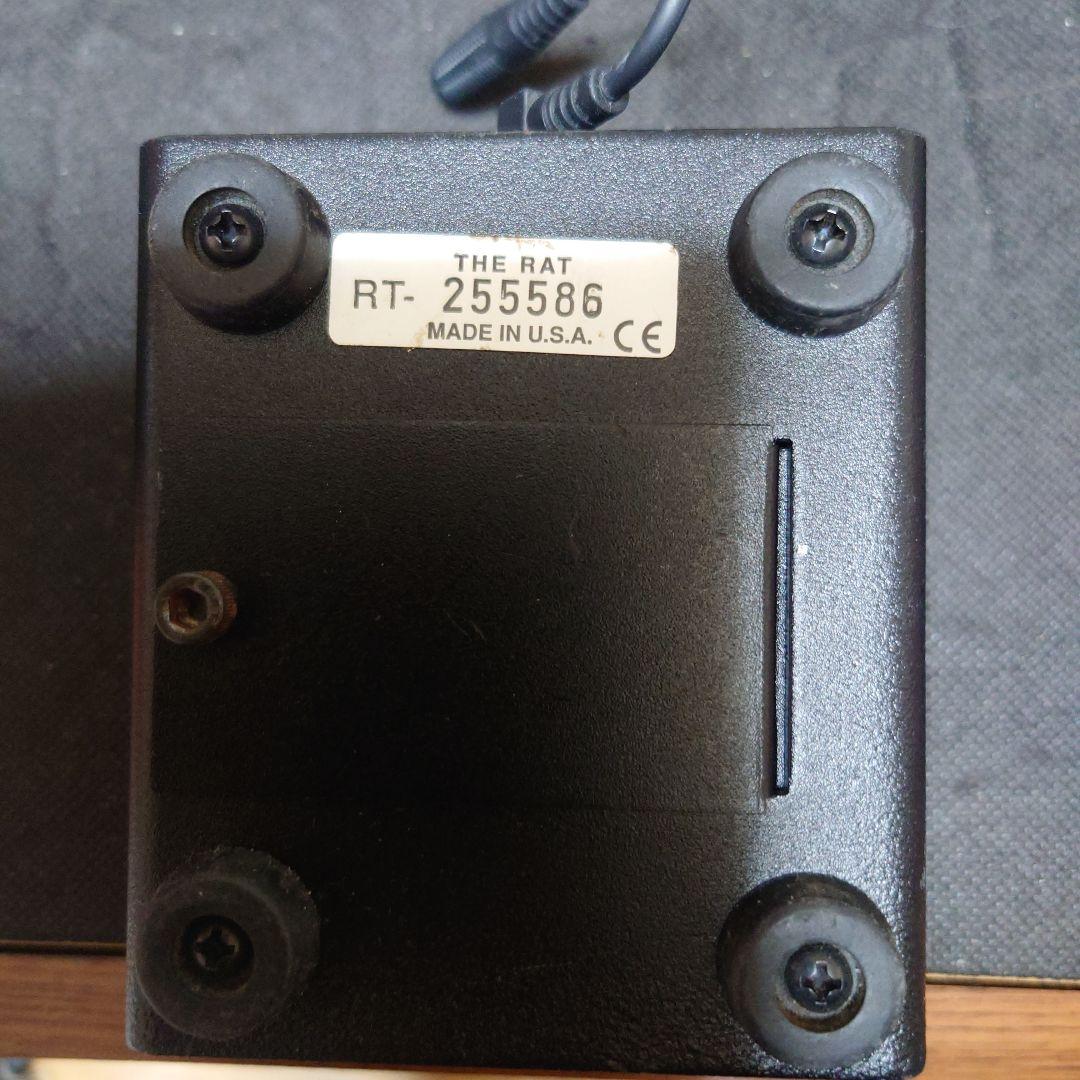 THE RAT
RT- 255586
MADE IN U.S.A. CE